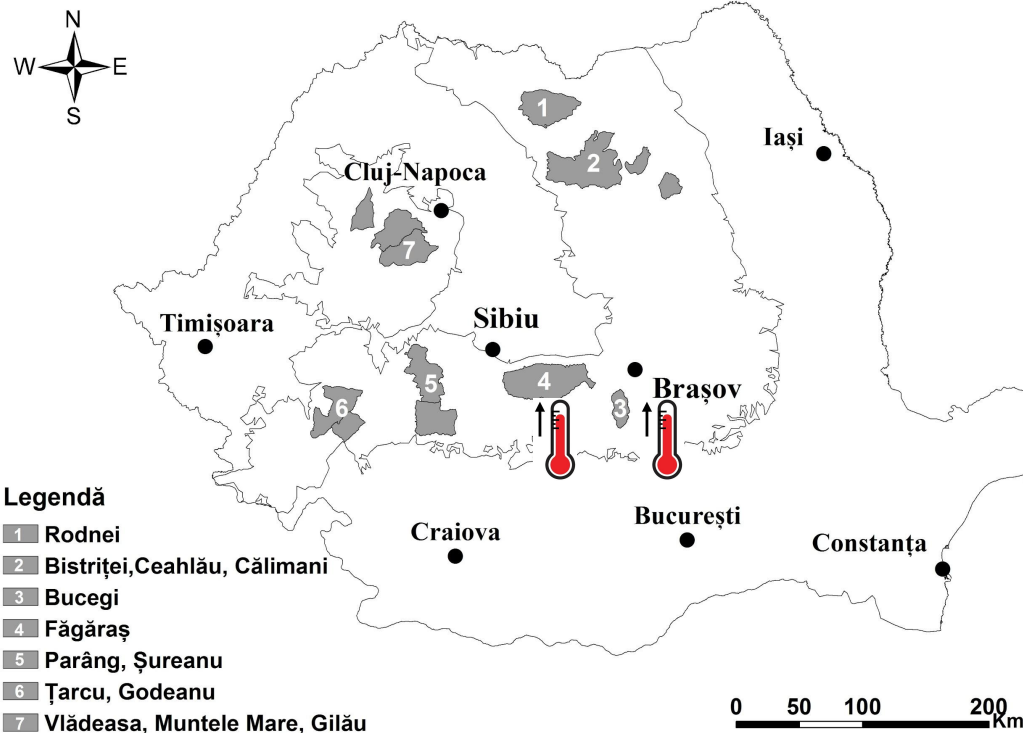 N
W E
S
1
2
Iași
Cluj-Napoca
7
Timișoara
Sibiu
5
4
Brașov
6
3
Legendă
1 Rodnei
2 Bistriței,Ceahlău, Călimani
3 Bucegi
4 Făgăraș
5 Parâng, Șureanu
6 Țarcu, Godeanu
7 Vlădeasa, Muntele Mare, Gilău
Craiova
București
Constanța
0 50 100 200
Km